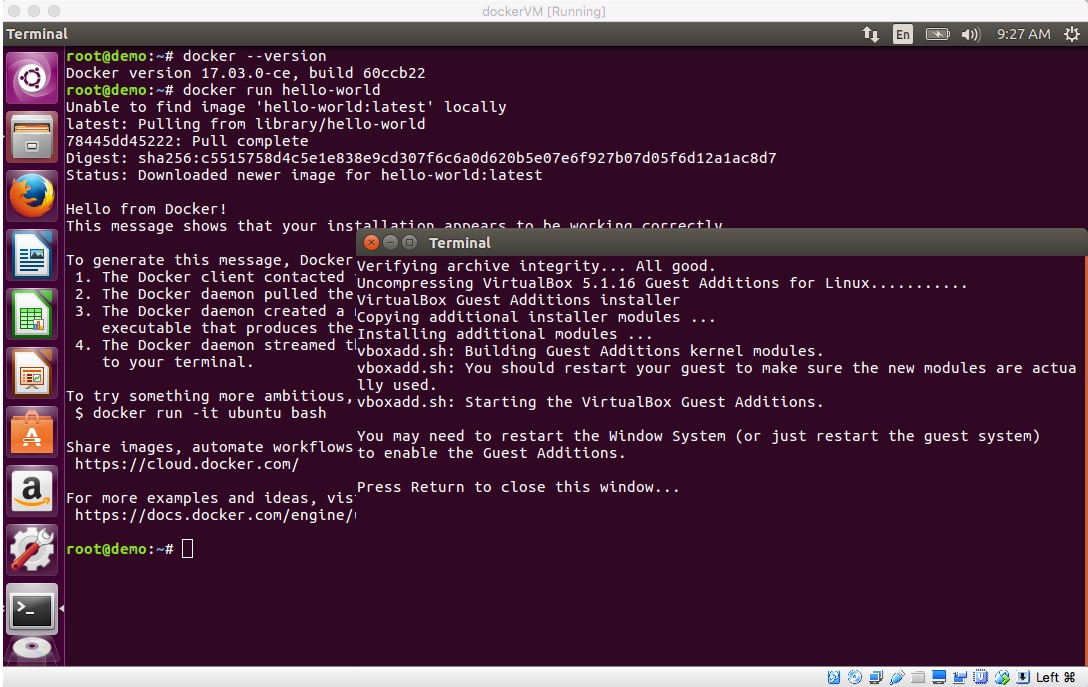 dockerVM [Running]
Terminal
En
9:27 AM
root@demo:~# docker --version
Docker version 17.03.0-ce, build 60ccb22
root@demo:~# docker run hello-world
Unable to find image 'hello-world:latest' locally
latest: Pulling from library/hello-world
78445dd45222: Pull complete
Digest: sha256:c5515758d4c5e1e838e9cd307f6c6a0d620b5e07e6f927b07d05f6d12a1ac8d7
Status: Downloaded newer image for hello-world:latest
Hello from Docker!
This message shows that your installation appears to be working correctly.
To generate this message, Docker
1. The Docker client contacted
2. The Docker daemon pulled the
3. The Docker daemon created a
executable that produces the
4. The Docker daemon streamed
to your terminal.
To try something more ambitious,
$ docker run -it ubuntu bash
Share images, automate workflows
https://cloud.docker.com/
For more examples and ideas, vis
https://docs.docker.com/engine/
root@demo:~#
Terminal
Verifying archive integrity... All good.
Uncompressing VirtualBox 5.1.16 Guest Additions for Linux...........
VirtualBox Guest Additions installer
Copying additional installer modules ...
Installing additional modules ...
vboxadd.sh: Building Guest Additions kernel modules.
vboxadd.sh: You should restart your guest to make sure the new modules are actua
lly used.
vboxadd.sh: Starting the VirtualBox Guest Additions.
You may need to restart the Window System (or just restart the guest system)
to enable the Guest Additions.
Press Return to close this window...
Left ⌘